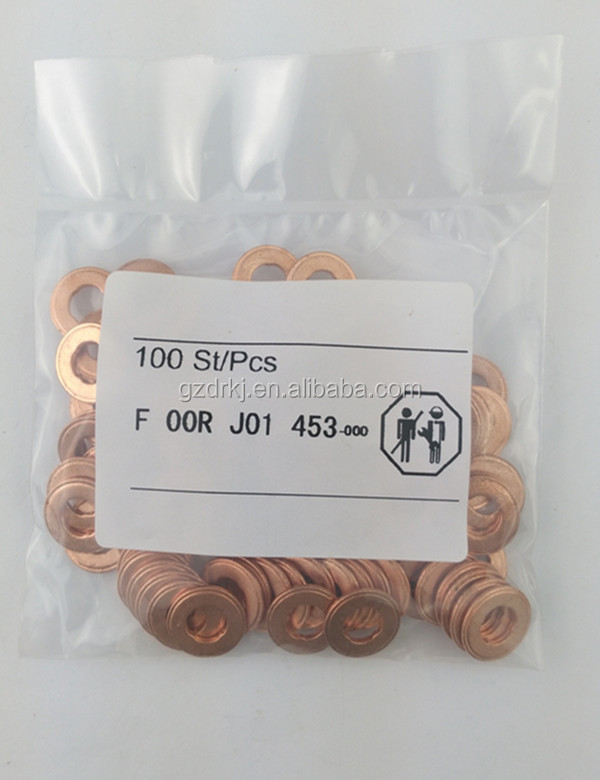 100 St/Pcs
gzdrkj.en.alibaba.com
F 00R J01 453-000